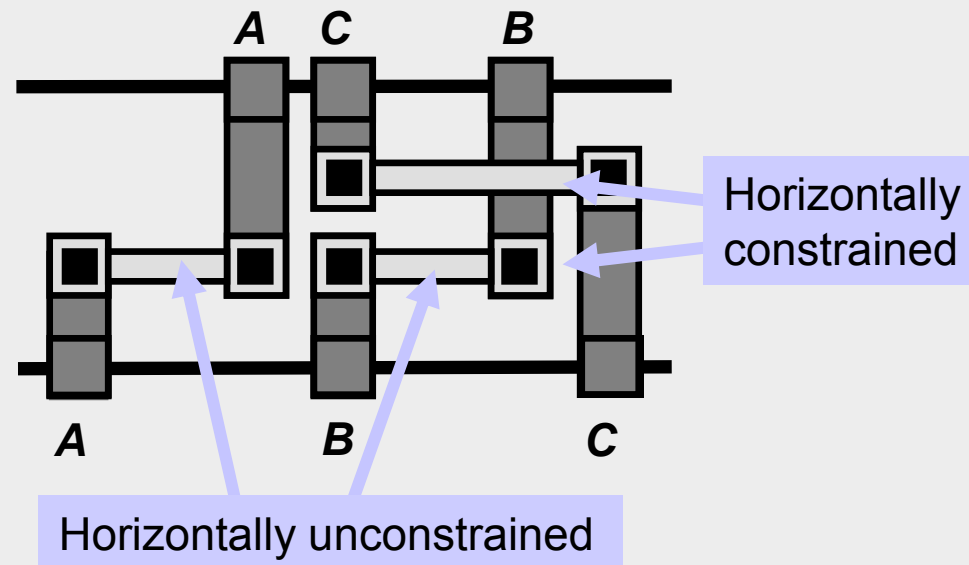 A C B
Horizontally
constrained
A B C
Horizontally unconstrained